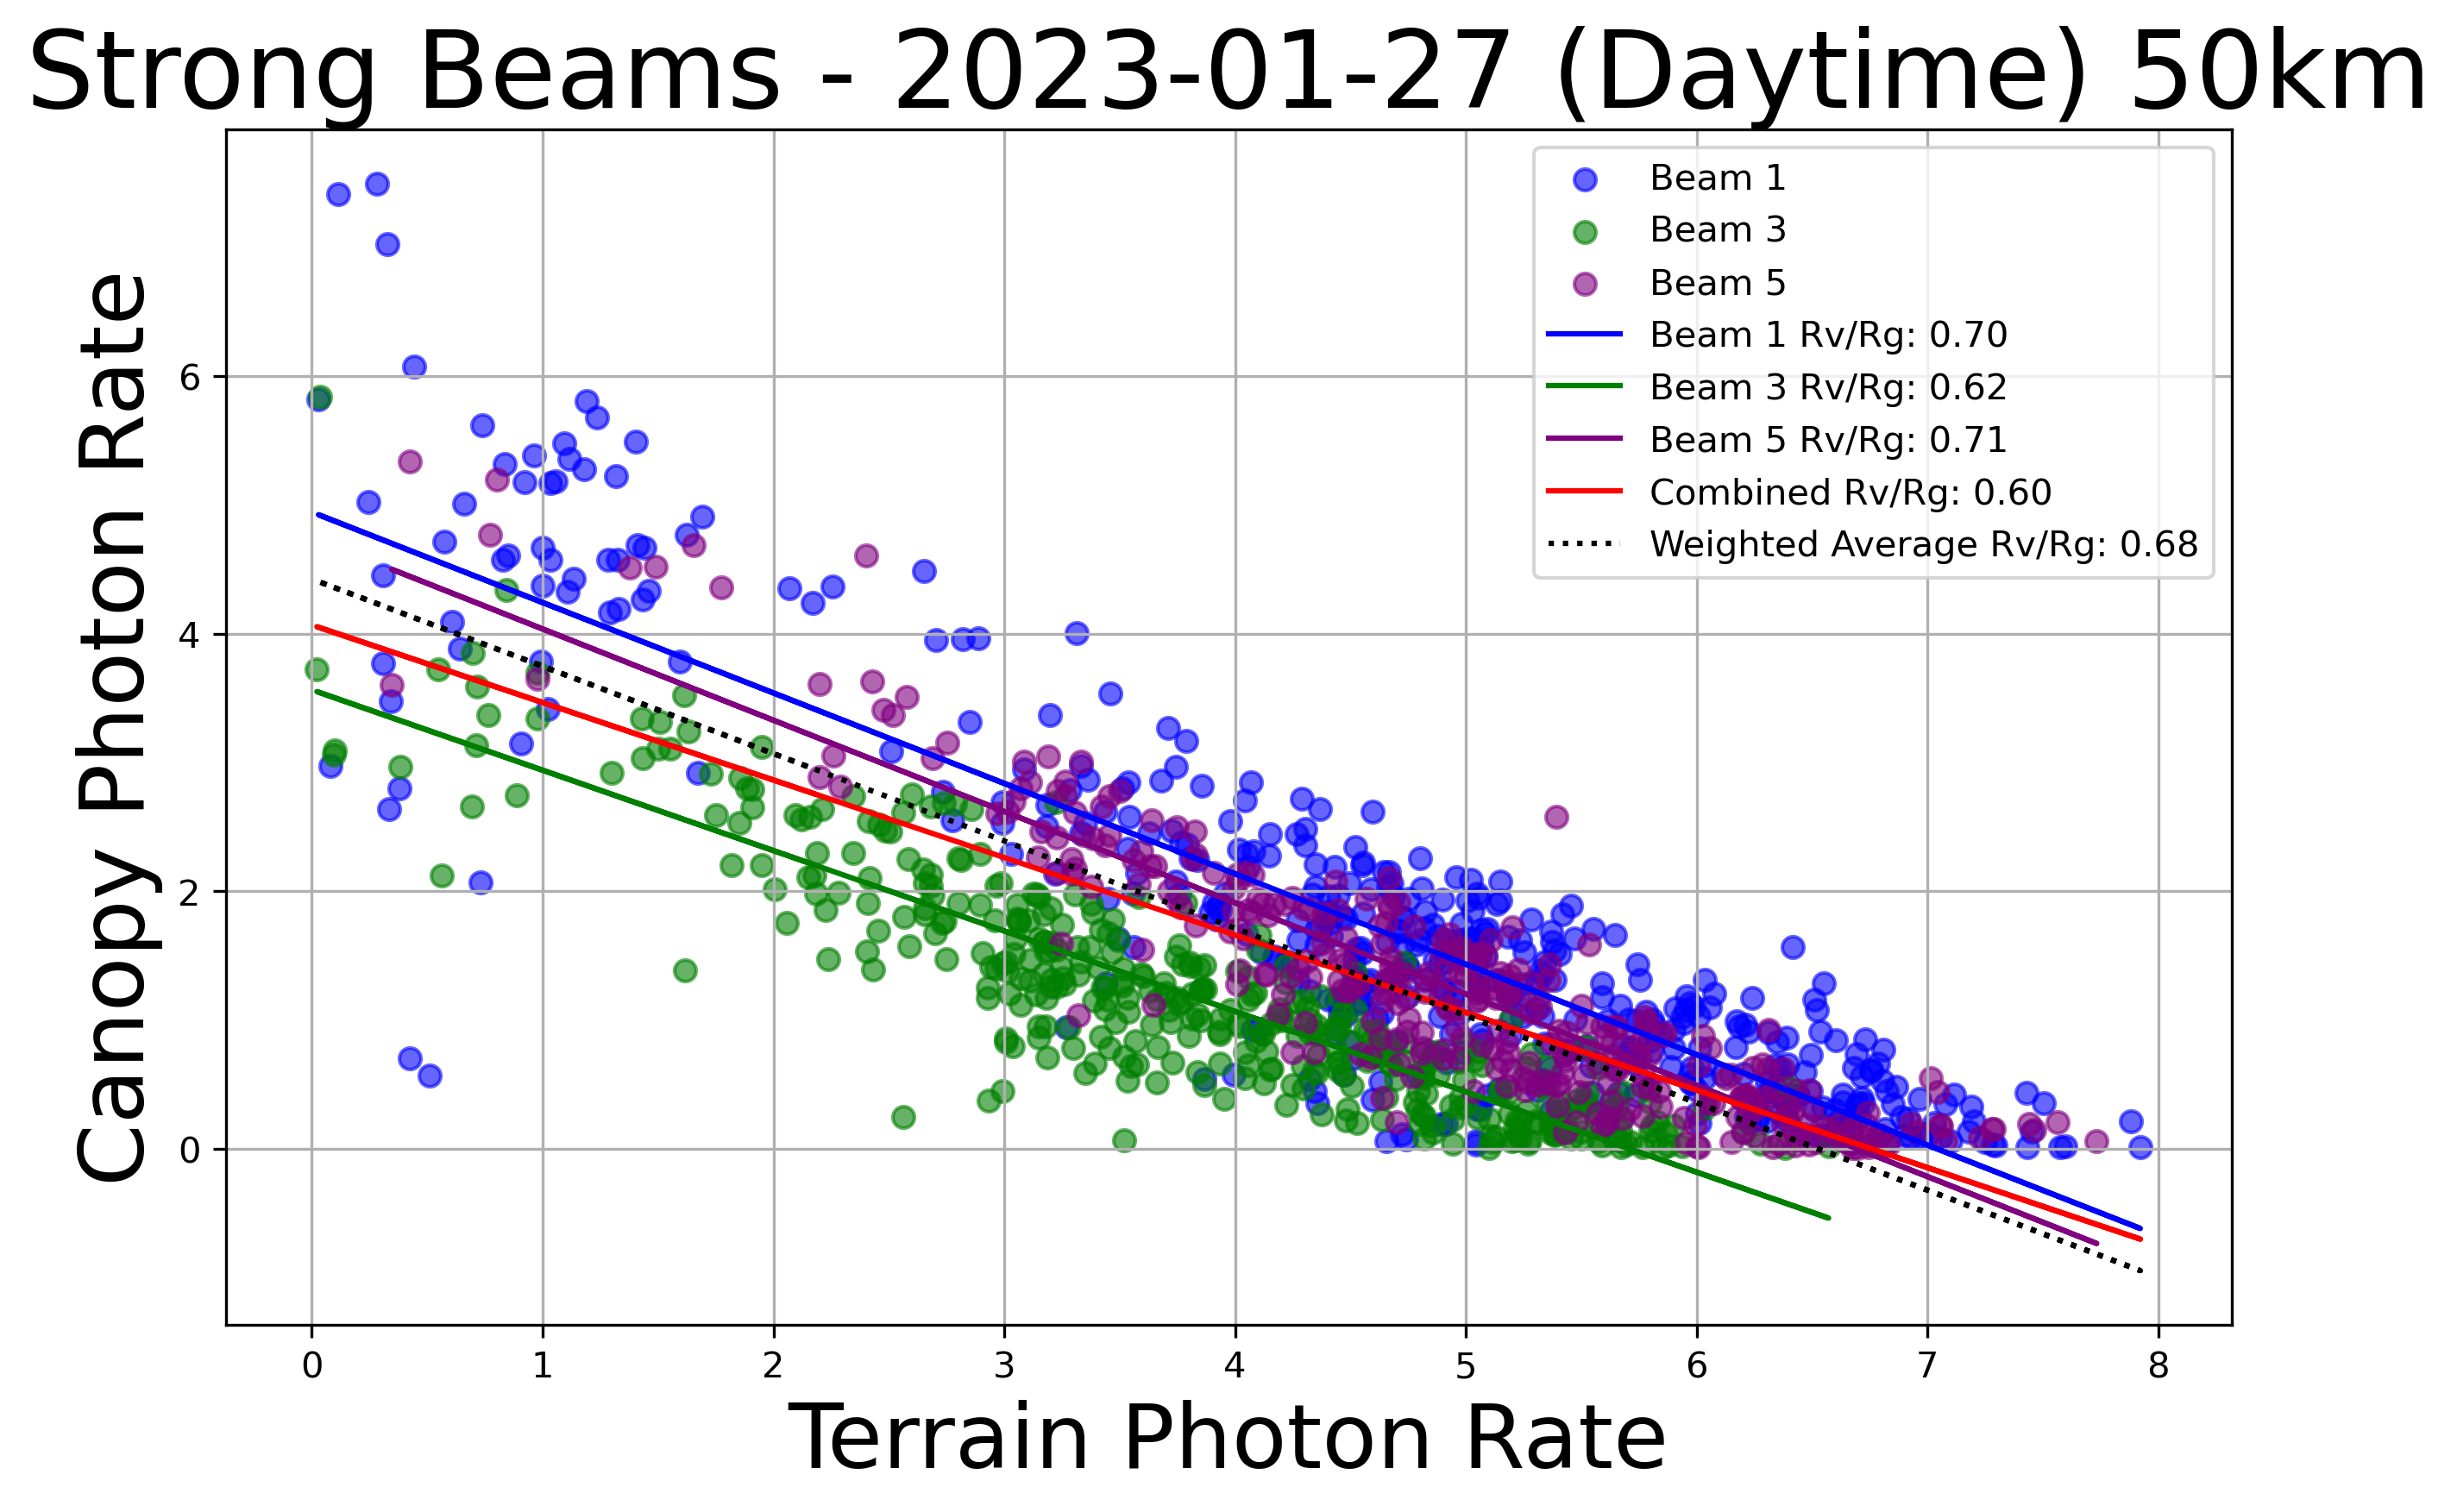 Strong Beams - 2023-01-27 (Daytime) 50km
Beam 1
Beam 3
Beam 5
Beam 1 Rv/Rg: 0.70
Beam 3 Rv/Rg: 0.62
Beam 5 Rv/Rg: 0.71
Combined Rv/Rg: 0.60
Weighted Average Rv/Rg: 0.68
Canopy Photon Rate
6
4
2
0
0 1 2 3 4 5 6 7 8
Terrain Photon Rate